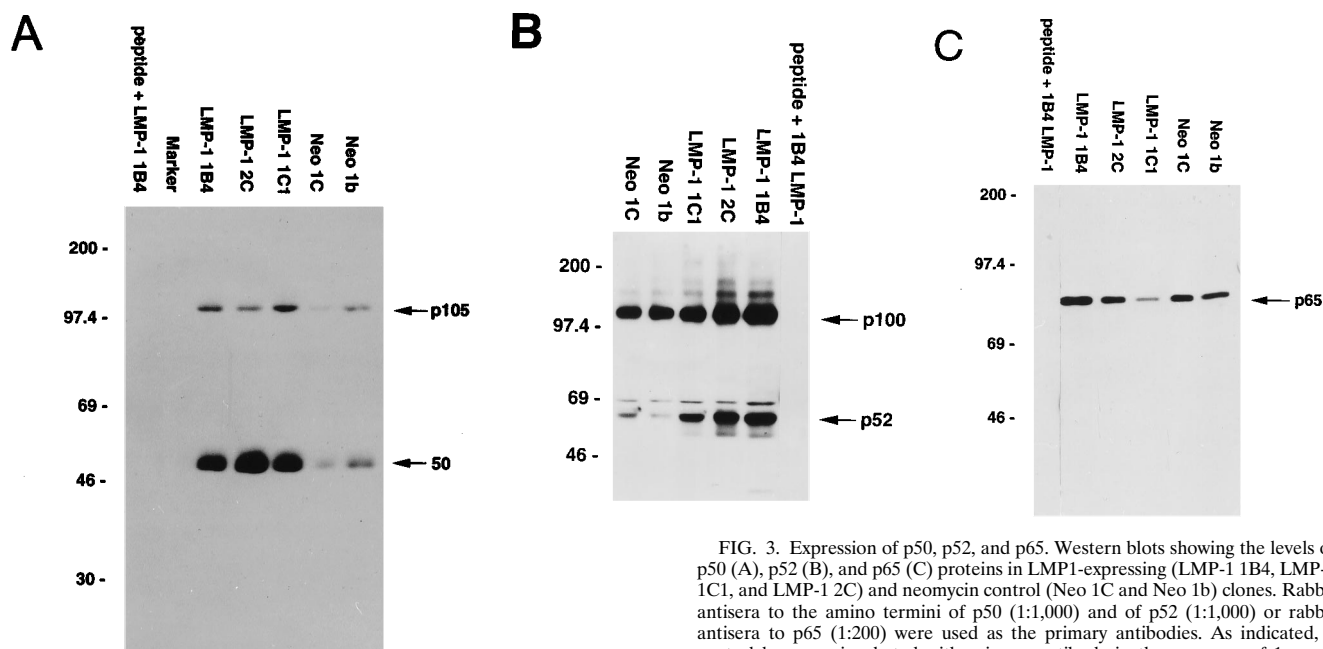 A
peptide + LMP-1 1B4
Marker
LMP-1 1B4
LMP-1 2C
LMP-1 1C1
Neo 1C
Neo 1b
200 -
97.4 -
69 -
46 -
30 -
p105
50
B
Neo 1C
Neo 1b
LMP-1 1C1
LMP-1 2C
LMP-1 1B4
peptide + 1B4 LMP-1
200 -
97.4 -
69 -
46 -
p100
p52
C
peptide + 1B4 LMP-1
LMP-1 1B4
LMP-1 2C
LMP-1 1C1
Neo 1C
Neo 1b
200 -
97.4 -
69 -
46 -
p65
FIG. 3. Expression of p50, p52, and p65. Western blots showing the levels
p50 (A), p52 (B), and p65 (C) proteins in LMP1-expressing (LMP-1 1B4, LMP-
1C1, and LMP-1 2C) and neomycin control (Neo 1C and Neo 1b) clones. Rabb
antisera to the amino termini of p50 (1:1,000) and of p52 (1:1,000) or rabb
antisera to p65 (1:200) were used as the primary antibodies. As indicated,